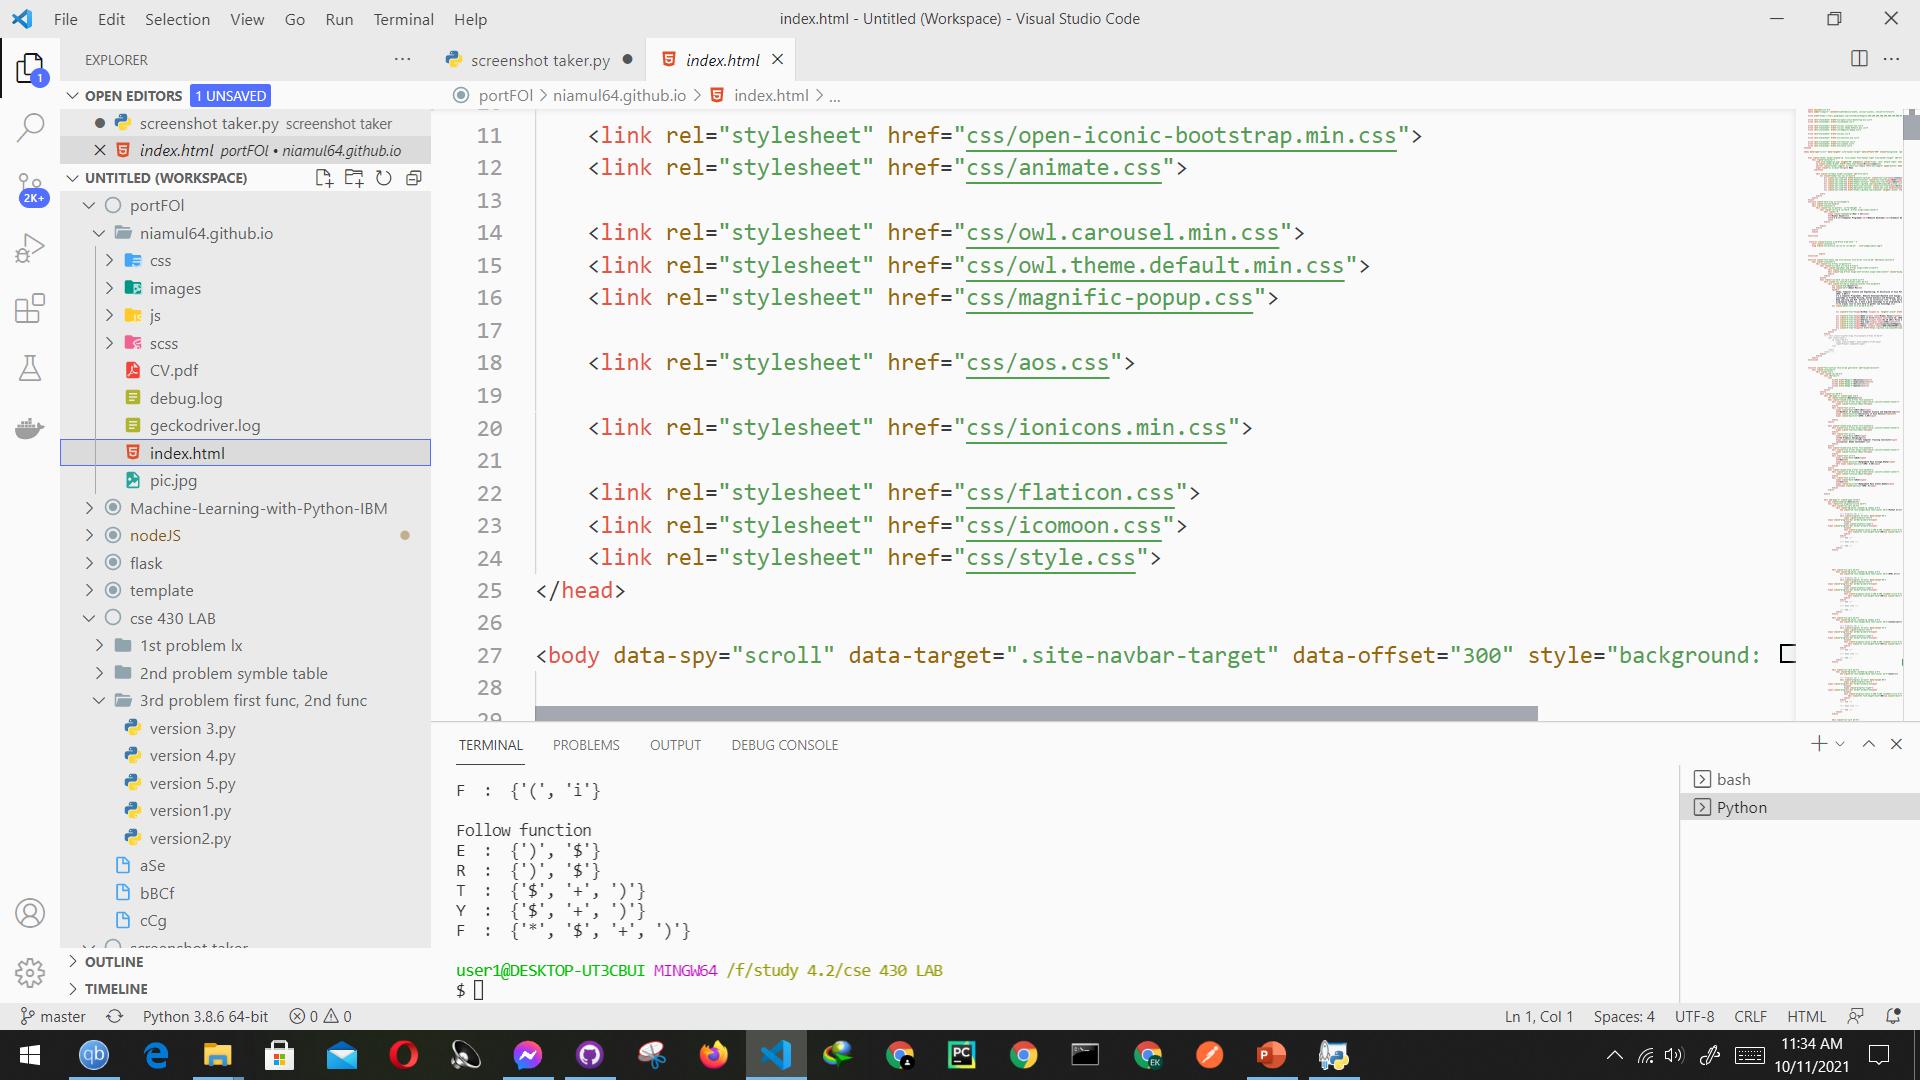 File Edit Selection View Go Run Terminal Help
index.html - Untitled (Workspace) - Visual Studio Code
EXPLORER
screenshot taker.py
index.html
OPEN EDITORS 1 UNSAVED
portFOl > niamul64.github.io > index.html > ...
screenshot taker.py screenshot taker
index.html portFOl • niamul64.github.io
UNTITLED (WORKSPACE)
portFOl
niamul64.github.io
css
images
js
scss
CV.pdf
debug.log
geckodriver.log
index.html
pic.jpg
Machine-Learning-with-Python-IBM
nodeJS
flask
template
cse 430 LAB
1st problem lx
2nd problem symble table
3rd problem first func, 2nd func
version 3.py
version 4.py
version 5.py
version1.py
version2.py
aSe
bBCf
cCg
screenshot taker
OUTLINE
TIMELINE
1
2K+
11 <link rel="stylesheet" href="css/open-iconic-bootstrap.min.css">
12 <link rel="stylesheet" href="css/animate.css">
13
14 <link rel="stylesheet" href="css/owl.carousel.min.css">
15 <link rel="stylesheet" href="css/owl.theme.default.min.css">
16 <link rel="stylesheet" href="css/magnific-popup.css">
17
18 <link rel="stylesheet" href="css/aos.css">
19
20 <link rel="stylesheet" href="css/ionicons.min.css">
21
22 <link rel="stylesheet" href="css/flaticon.css">
23 <link rel="stylesheet" href="css/icomoon.css">
24 <link rel="stylesheet" href="css/style.css">
25 </head>
26
27 <body data-spy="scroll" data-target=".site-navbar-target" data-offset="300" style="background:
28
29
TERMINAL PROBLEMS OUTPUT DEBUG CONSOLE
F : {'(', 'i'}
Follow function
E : {')', '$'}
R : {')', '$'}
T : {'$', '+', ')'}
Y : {'$', '+', ')'}
F : {'*', '$', '+', ')'}
user1@DESKTOP-UT3CBUI MINGW64 /f/study 4.2/cse 430 LAB
$
bash
Python
master Python 3.8.6 64-bit 0 0 Ln 1, Col 1 Spaces: 4 UTF-8 CRLF HTML
qb
PC
EK
11:34 AM
10/11/2021